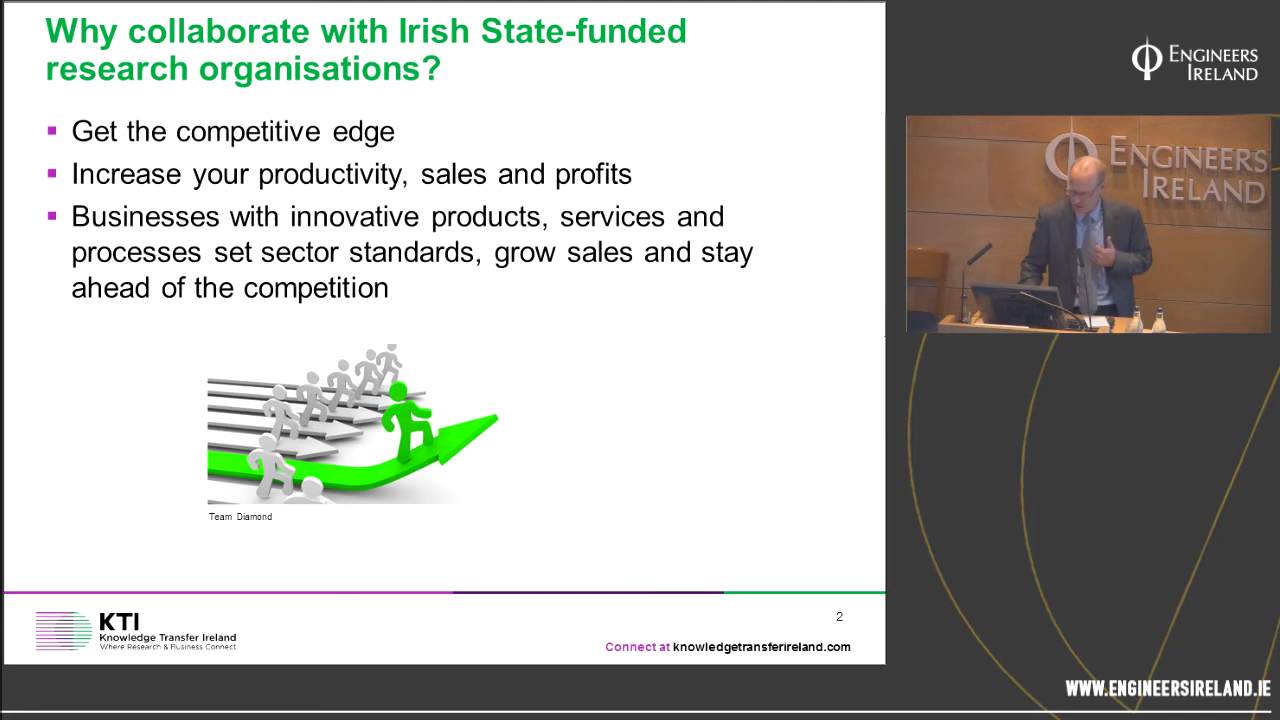 Why collaborate with Irish State-funded
research organisations?
Get the competitive edge
Increase your productivity, sales and profits
Businesses with innovative products, services and
processes set sector standards, grow sales and stay
ahead of the competition
Team Diamond
KTI
Knowledge Transfer Ireland
Where Research & Business Connect
2
Connect at knowledgetransferireland.com
ENGINEERS
IRELAND
ENGINEERS
IRELAND
WWW.ENGINEERSIRELAND.IE